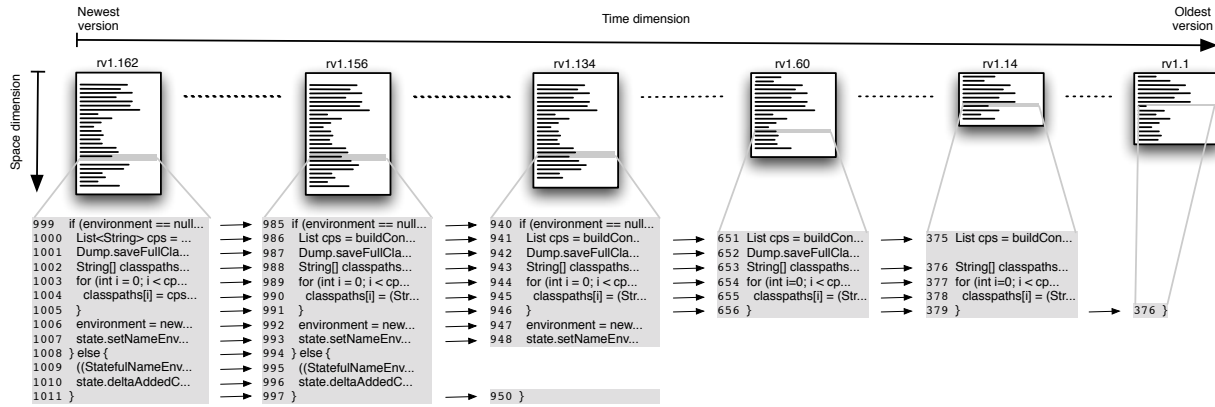 Newest version
Time dimension
Oldest version
Space dimension
rv1.162
rv1.156
rv1.134
rv1.60
rv1.14
rv1.1
999 if (environment == null...
1000 List<String> cps = ...
1001 Dump.saveFullCla...
1002 String[] classpaths...
1003 for (int i = 0; i < cp...
1004 classpaths[i] = cps...
1005 }
1006 environment = new...
1007 state.setNameEnv...
1008 } else {
1009 ((StatefulNameEnv...
1010 state.deltaAddedC...
1011 }
985 if (environment == null...
986 List cps = buildCon...
987 Dump.saveFullCla...
988 String[] classpaths...
989 for (int i = 0; i < cp...
990 classpaths[i] = (Str...
991 }
992 environment = new...
993 state.setNameEnv...
994 } else {
995 ((StatefulNameEnv...
996 state.deltaAddedC...
997 }
940 if (environment == null...
941 List cps = buildCon..
942 Dump.saveFullCla...
943 String[] classpaths...
944 for (int i = 0; i < cp...
945 classpaths[i] = (Str...
946 }
947 environment = new...
948 state.setNameEnv...
950 }
651 List cps = buildCon...
652 Dump.saveFullCla...
653 String[] classpaths...
654 for (int i=0; i < cp...
655 classpaths[i] = (Str...
656 }
375 List cps = buildCon...
376 String[] classpaths...
377 for (int i=0; i < cp...
378 classpaths[i] = (Str...
379 }
376 }